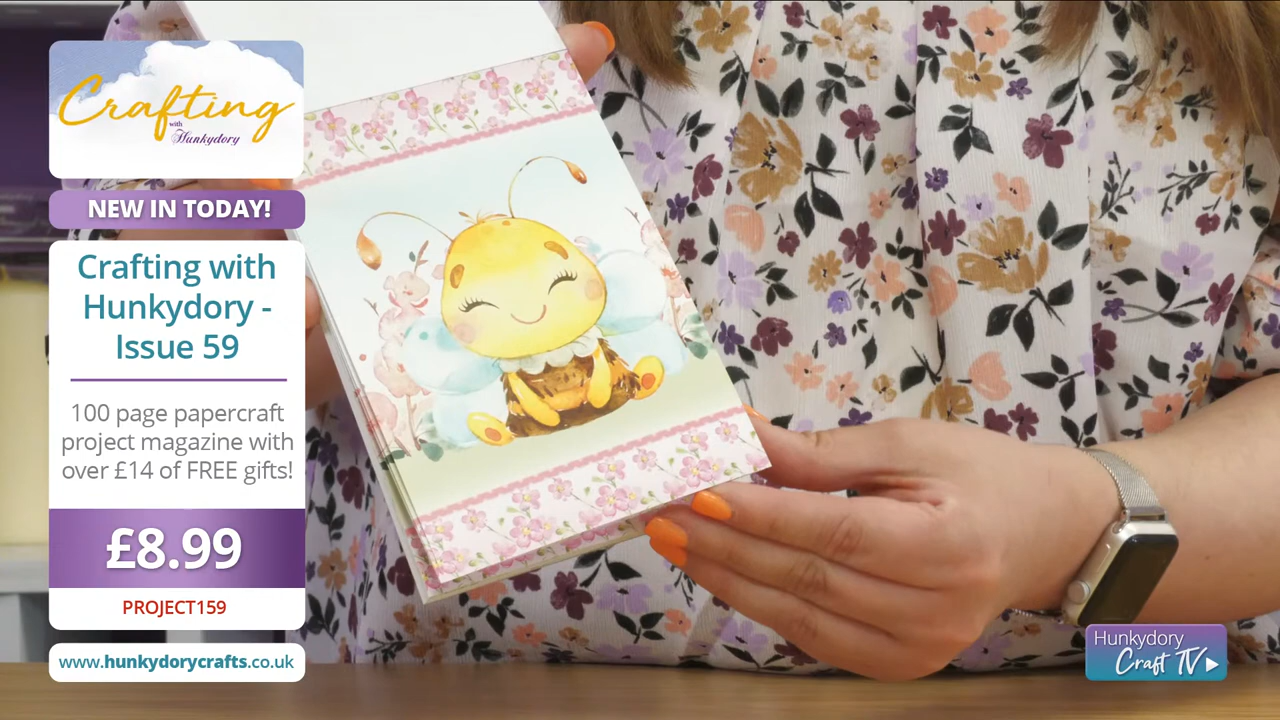 Crafting
with
Hunkydory
NEW IN TODAY!
Crafting with
Hunkydory -
Issue 59
100 page papercraft
project magazine with
over £14 of FREE gifts!
£8.99
PROJECT159
www.hunkydorycrafts.co.uk
Hunkydory
Craft TV